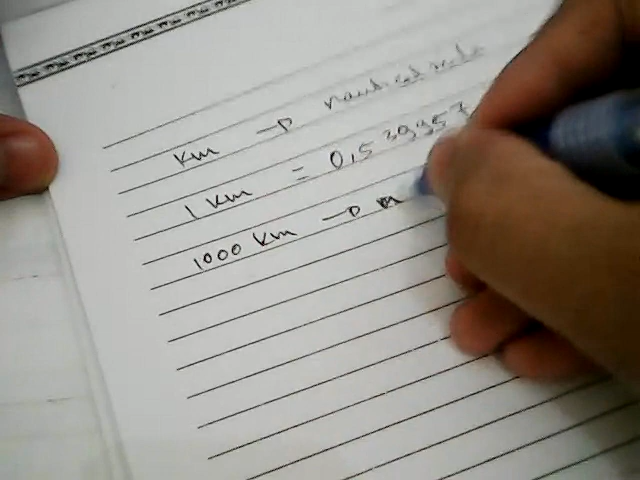 km → nautical mile
1 km = 0,539957
1000 km →